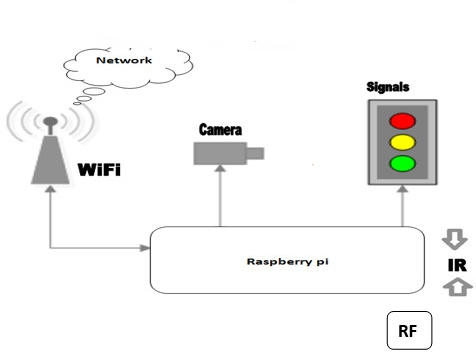 Network
Signals
Camera
WiFi
Raspberry pi
IR
RF